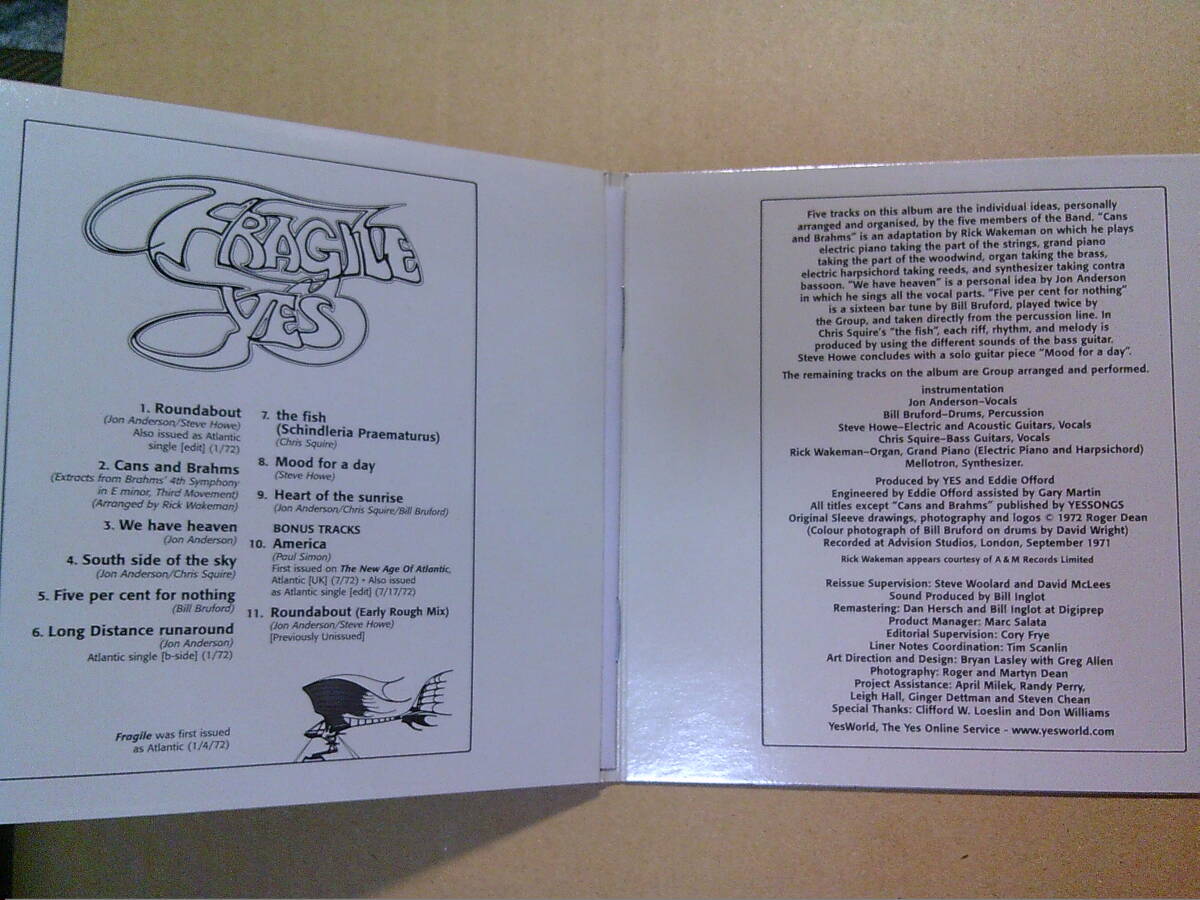 FRAGILE
YES
1. Roundabout
(Jon Anderson/Steve Howe)
Also issued as Atlantic
single [edit] (1/72)
2. Cans and Brahms
(Extracts from Brahms' 4th Symphony
in E minor, Third Movement)
(Arranged by Rick Wakeman)
3. We have heaven
(Jon Anderson)
4. South side of the sky
(Jon Anderson/Chris Squire)
5. Five per cent for nothing
(Bill Bruford)
6. Long Distance runaround
(Jon Anderson)
Atlantic single [b-side] (1/72)
7. the fish
(Schindleria Praematurus)
(Chris Squire)
8. Mood for a day
(Steve Howe)
9. Heart of the sunrise
(Jon Anderson/Chris Squire/Bill Bruford)
BONUS TRACKS
10. America
(Paul Simon)
First issued on The New Age Of Atlantic,
Atlantic [UK] (7/72) • Also issued
as Atlantic single [edit] (7/17/72)
11. Roundabout (Early Rough Mix)
(Jon Anderson/Steve Howe)
[Previously Unissued]
Fragile was first issued
as Atlantic (1/4/72)
Five tracks on this album are the individual ideas, personally
arranged and organised, by the five members of the Band. "Cans
and Brahms" is an adaptation by Rick Wakeman on which he plays
electric piano taking the part of the strings, grand piano
taking the part of the woodwind, organ taking the brass,
electric harpsichord taking reeds, and synthesizer taking contra
bassoon. "We have heaven" is a personal idea by Jon Anderson
in which he sings all the vocal parts. "Five per cent for nothing"
is a sixteen bar tune by Bill Bruford, played twice by
the Group, and taken directly from the percussion line. In
Chris Squire's "the fish", each riff, rhythm, and melody is
produced by using the different sounds of the bass guitar.
Steve Howe concludes with a solo guitar piece "Mood for a day".
The remaining tracks on the album are Group arranged and performed.
instrumentation
Jon Anderson–Vocals
Bill Bruford–Drums, Percussion
Steve Howe–Electric and Acoustic Guitars, Vocals
Chris Squire–Bass Guitars, Vocals
Rick Wakeman–Organ, Grand Piano (Electric Piano and Harpsichord)
Mellotron, Synthesizer.
Produced by YES and Eddie Offord
Engineered by Eddie Offord assisted by Gary Martin
All titles except "Cans and Brahms" published by YESSONGS
Original Sleeve drawings, photography and logos © 1972 Roger Dean
(Colour photograph of Bill Bruford on drums by David Wright)
Recorded at Advision Studios, London, September 1971
Rick Wakeman appears courtesy of A & M Records Limited
Reissue Supervision: Steve Woolard and David McLees
Sound Produced by Bill Inglot
Remastering: Dan Hersch and Bill Inglot at Digiprep
Product Manager: Marc Salata
Editorial Supervision: Cory Frye
Liner Notes Coordination: Tim Scanlin
Art Direction and Design: Bryan Lasley with Greg Allen
Photography: Roger and Martyn Dean
Project Assistance: April Milek, Randy Perry,
Leigh Hall, Ginger Dettman and Steven Chean
Special Thanks: Clifford W. Loeslin and Don Williams
YesWorld, The Yes Online Service - www.yesworld.com